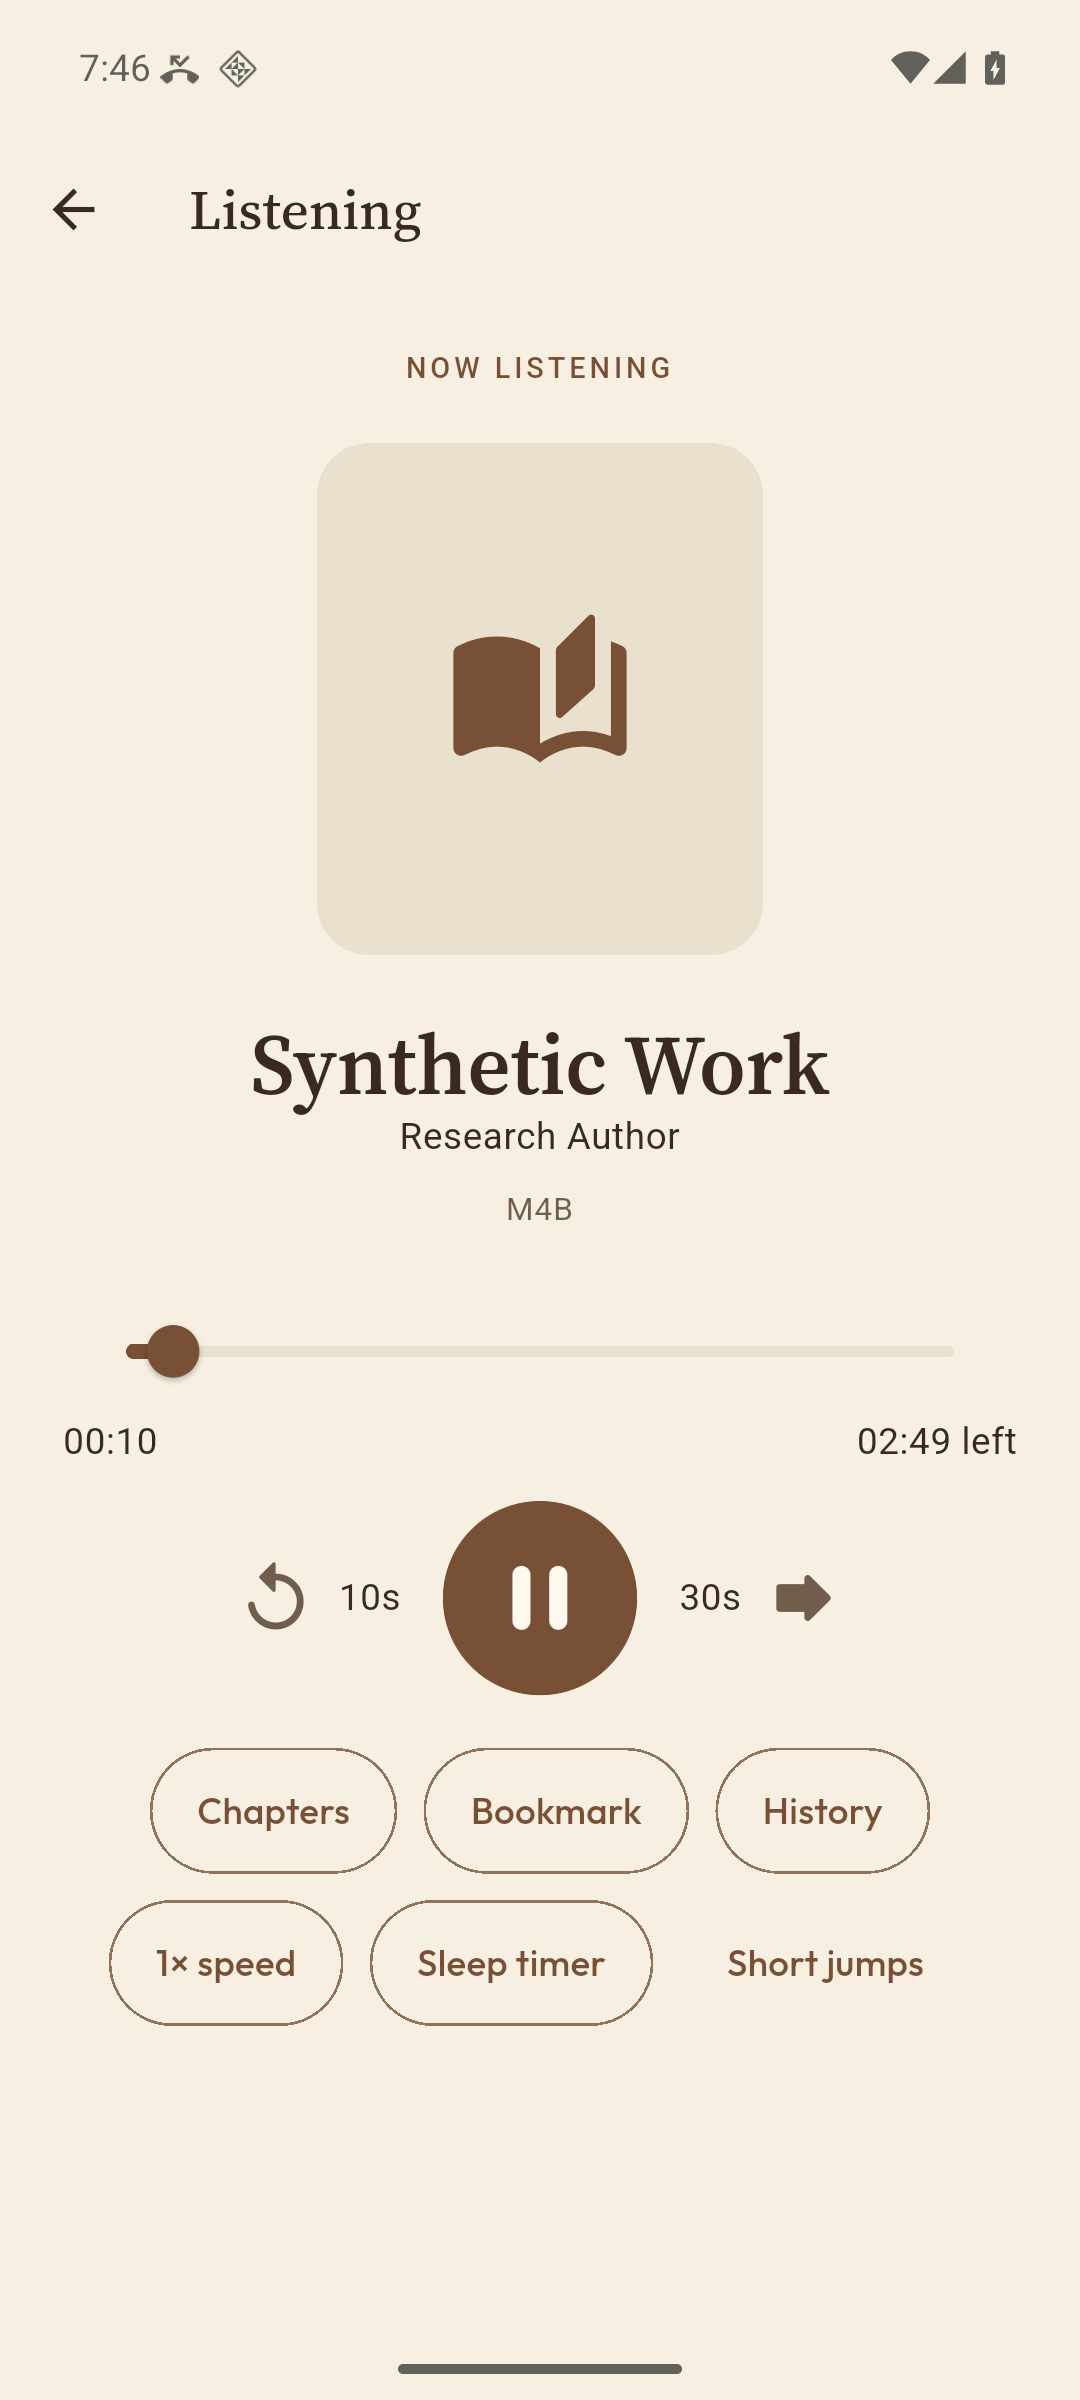 7:46
Listening
NOW LISTENING
Synthetic Work
Research Author
M4B
00:10 02:49 left
10s 30s
Chapters Bookmark History
1× speed Sleep timer Short jumps